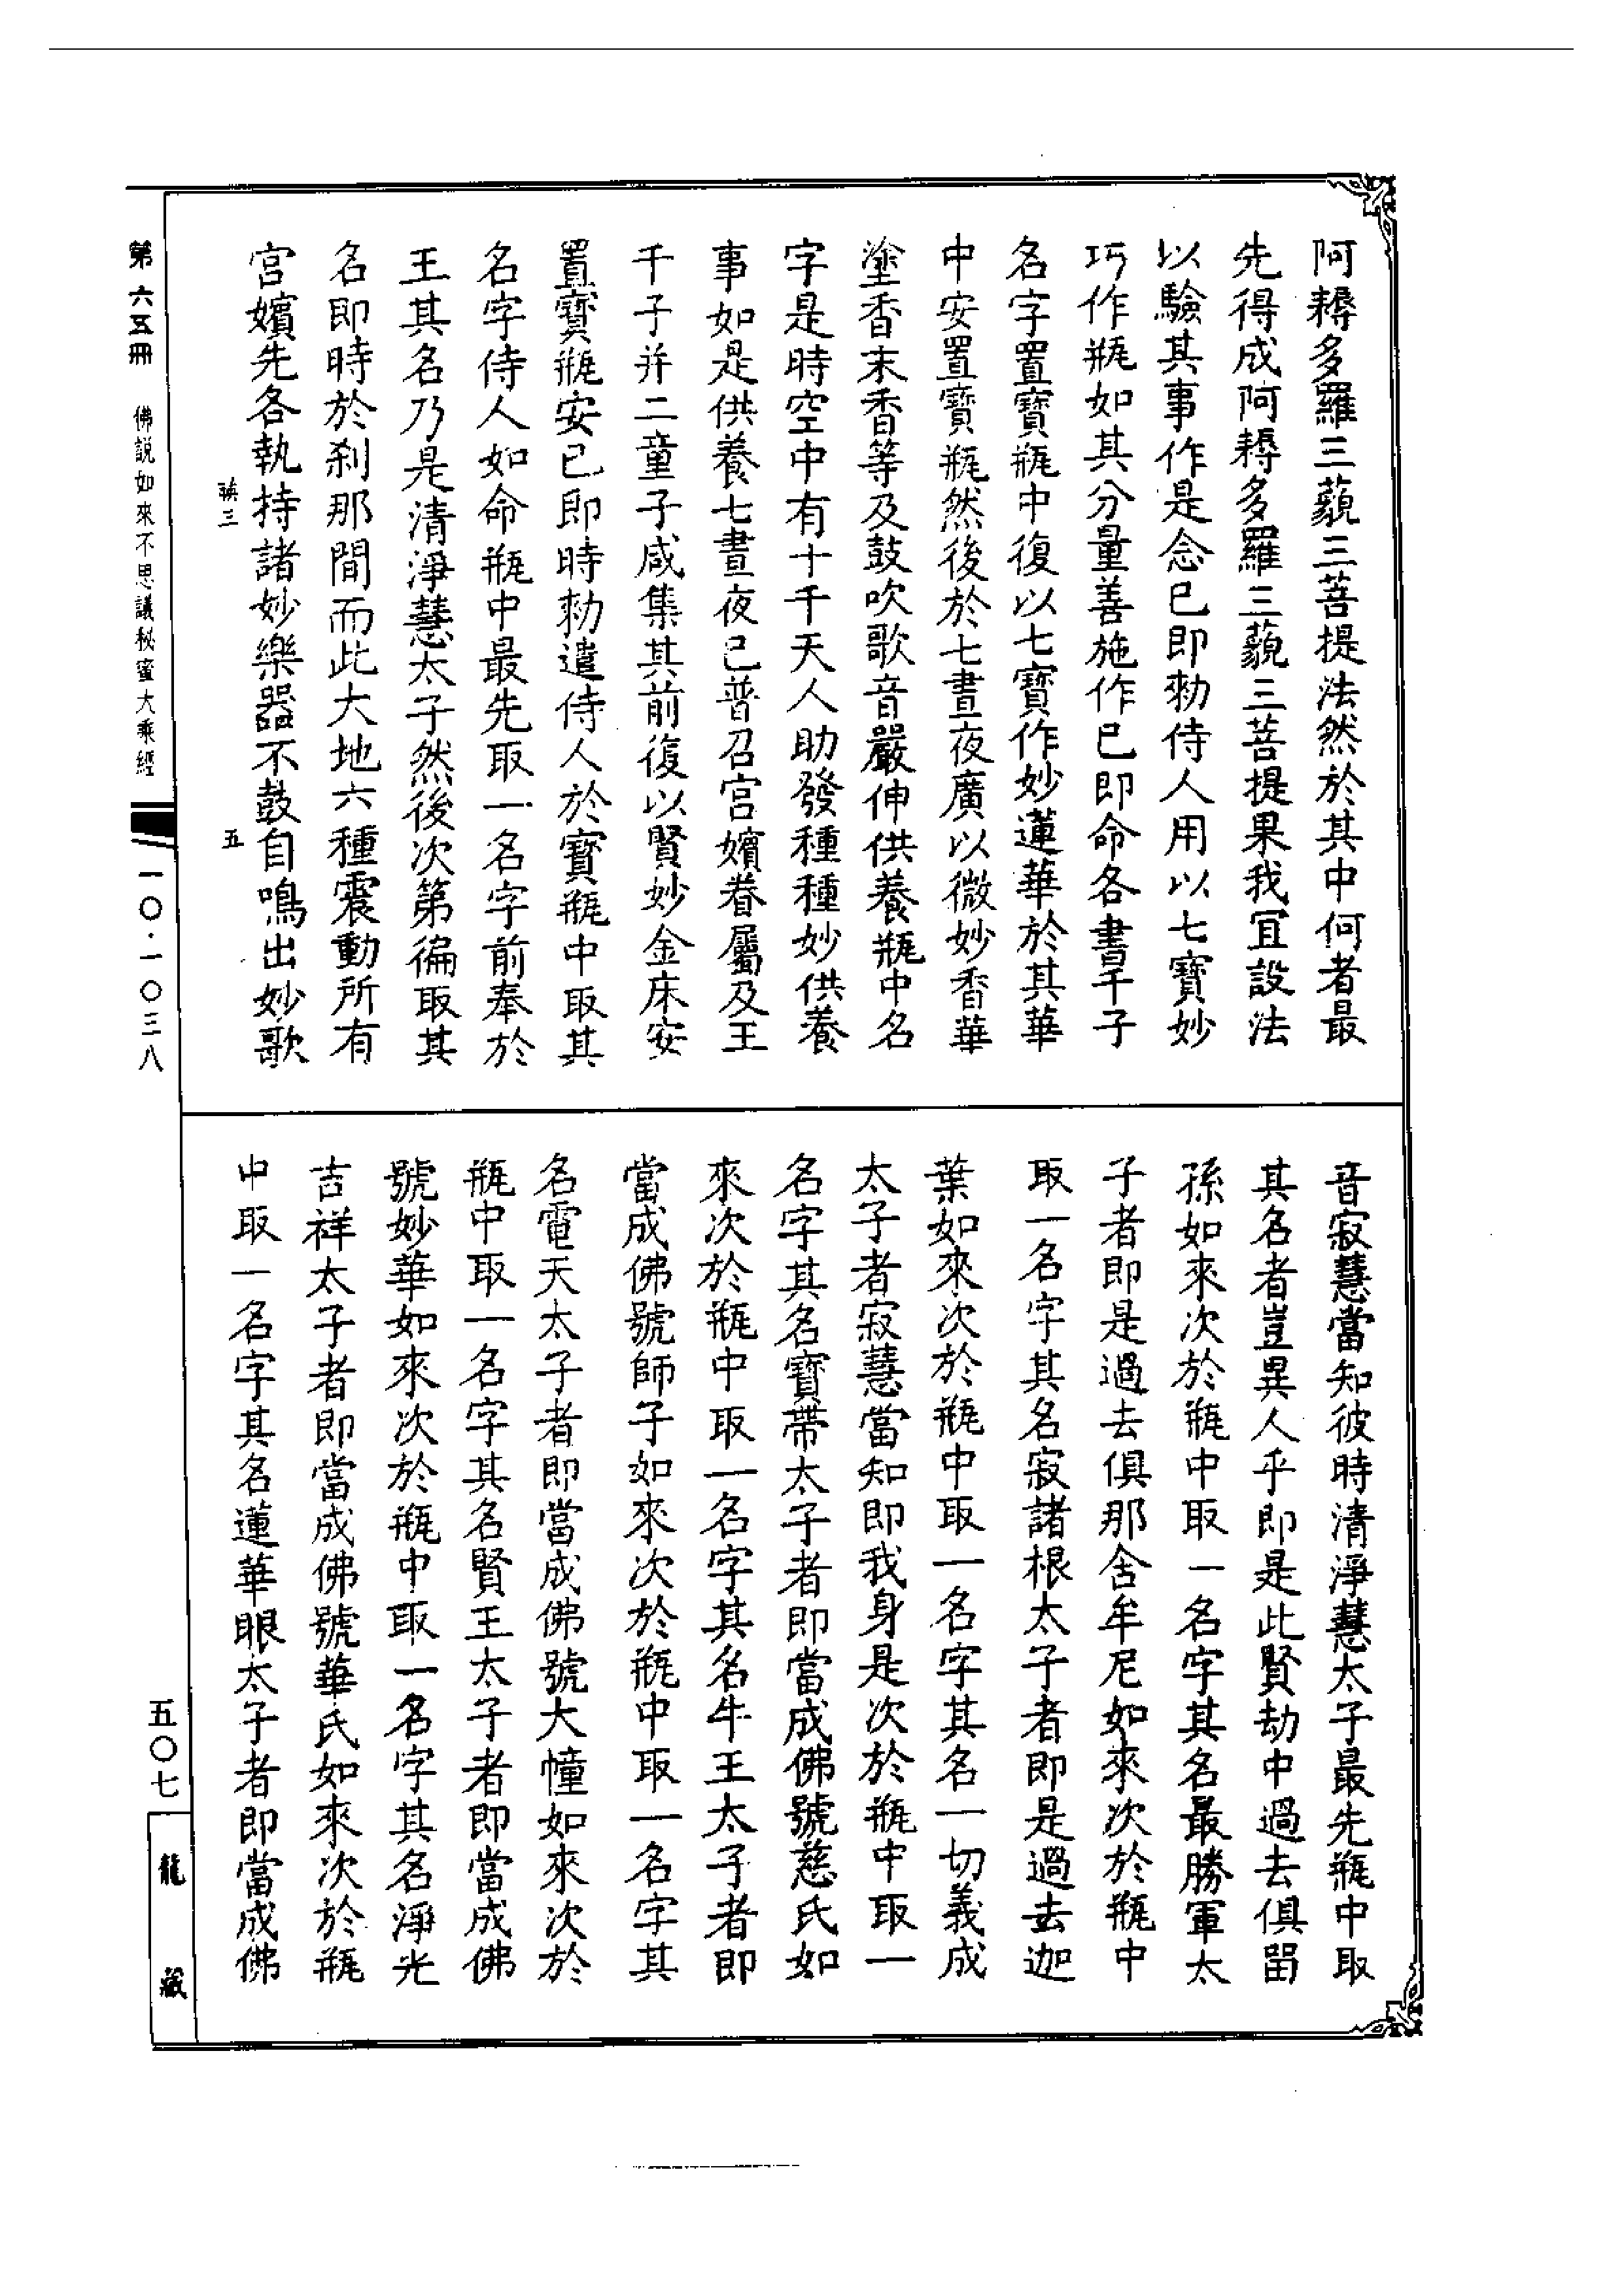 阿耨多羅三藐三菩提法然於其中何者最
先得成阿耨多羅三藐三菩提果我宜設法
以驗其事作是念已即勑侍人用以七寶妙
巧作瓶如其分量善施作已即命各書千子
名字置寶瓶中復以七寶作妙蓮華於其華
中安置寶瓶然後於七晝夜廣以微妙香華
塗香末香等及鼓吹歌音嚴伸供養瓶中名
字是時空中有十千天人助發種種妙供養
事如是供養七晝夜已普召宮嬪眷屬及王
千子并二童子咸集其前復以賢妙金床安
置寶瓶安已即時勑遣侍人於寶瓶中取其
名字侍人如命瓶中最先取一名字前奉於
王其名乃是清淨慧太子然後次第徧取其
名即時於剎那間而此大地六種震動所有
宮嬪先各執持諸妙樂器不鼓自鳴出妙歌
音寂慧當知彼時清淨慧太子最先瓶中取
其名者豈異人乎即是此賢劫中過去俱留
孫如來次於瓶中取一名字其名最勝軍太
子者即是過去俱那舍牟尼如來次於瓶中
取一名字其名寂諸根太子者即是過去迦
葉如來次於瓶中取一名字其名一切義成
太子者寂慧當知即我身是次於瓶中取一
名字其名寶帶太子者即當成佛號慈氏如
來次於瓶中取一名字其名牛王太子者即
當成佛號師子如來次於瓶中取一名字其
名電天太子者即當成佛號大幢如來次於
瓶中取一名字其名賢王太子者即當成佛
號妙華如來次於瓶中取一名字其名淨光
吉祥太子者即當成佛號華氏如來次於瓶
中取一名字其名蓮華眼太子者即當成佛
三
五
第六五冊 佛説如來不思議秘蜜大乘經
一〇·一〇三八
五〇七
龍藏